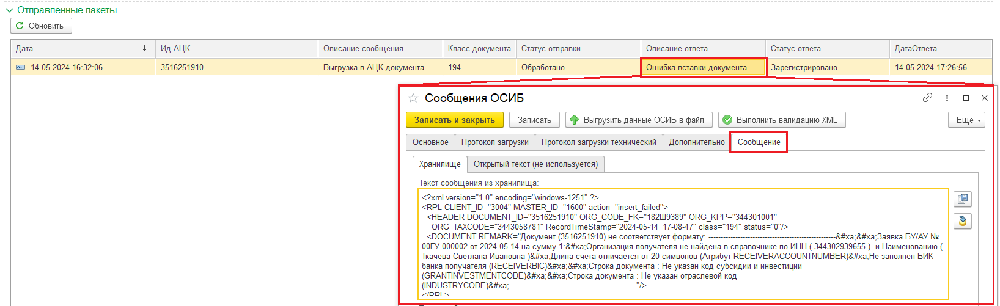 Отправленные пакеты
Обновить
Дата ↓ Ид АЦК Описание сообщения Класс документа Статус отправки Описание ответа Статус ответа ДатаОтвета
14.05.2024 16:32:06 3516251910 Выгрузка в АЦК документа ... 194 Обработано Ошибка вставки документа ... Зарегистрировано 14.05.2024 17:26:56
Сообщения ОСИБ
Записать и закрыть Записать Выгрузить данные ОСИБ в файл Выполнить валидацию XML Еще
Основное Протокол загрузки Протокол загрузки технический Дополнительно Сообщение
Хранилище Открытый текст (не используется)
Текст сообщения из хранилища:
<?xml version="1.0" encoding="windows-1251" ?>
<RPL CLIENT_ID="3004" MASTER_ID="1600" action="insert_failed">
<HEADER DOCUMENT_ID="3516251910" ORG_CODE_FK="182Ш9389" ORG_KPP="344301001"
ORG_TAXCODE="3443058781" RecordTimeStamp="2024-05-14_17-08-47" class="194" status="0"/>
<DOCUMENT REMARK="Документ (3516251910) не соответствует формату: ----------------------------------------------------&#xa;&#xa;Заявка БУ/АУ №
00ГУ-000002 от 2024-05-14 на сумму 1:&#xa;Организация получателя не найдена в справочнике по ИНН ( 344302939655 )  и Наименованию (
Ткачева Светлана Ивановна )&#xa;Длина счета отличается от 20 символов (Атрибут RECEIVERACCOUNTNUMBER)&#xa;Не заполнен БИК
банка получателя (RECEIVERBIC)&#xa;&#xa;Строка документа : Не указан код субсидии и инвестиции
(GRANTINVESTMENTCODE)&#xa;&#xa;Строка документа : Не указан отраслевой код
(INDUSTRYCODE)&#xa;----------------------------------------------------"/>
</RPL>